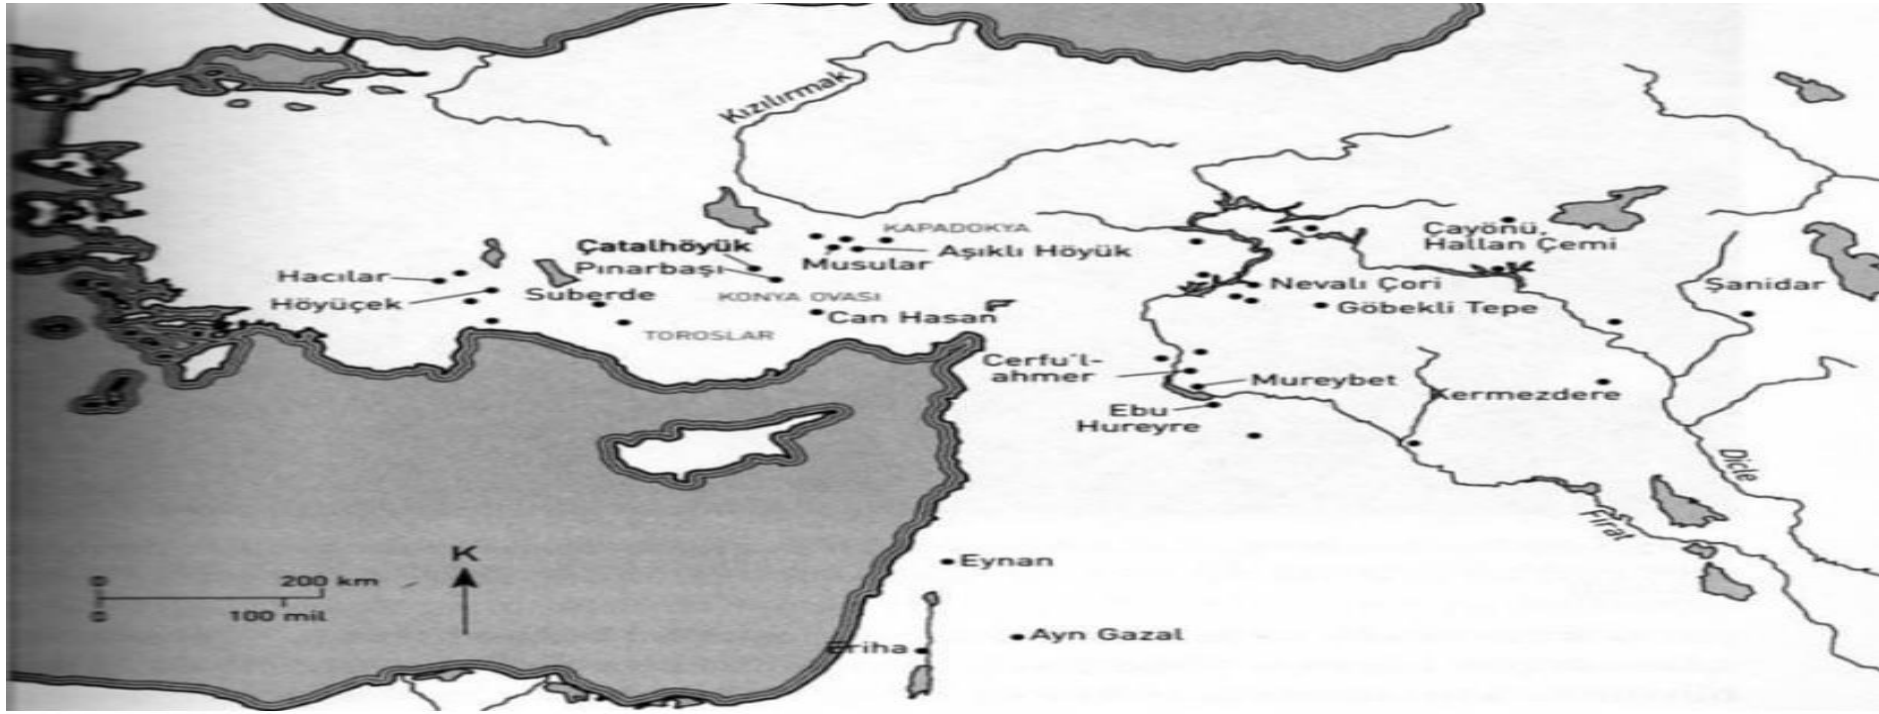 Kızılırmak
KAPADOKYA
Çayönü,
Hallan Çemi
Çatalhöyük
Aşıklı Höyük
Musular
Pınarbaşı
Hacılar
Höyüçek
Suberde
KONYA OVASI
Can Hasan
TOROSLAR
Nevalı Çori
Göbekli Tepe
Şanidar
Cerfu'l-
ahmer
Mureybet
Kermezdere
Ebu
Hureyre
Dicle
Fırat
K
Eynan
0
200 km
0
100 mil
Ayn Gazal
Eriha